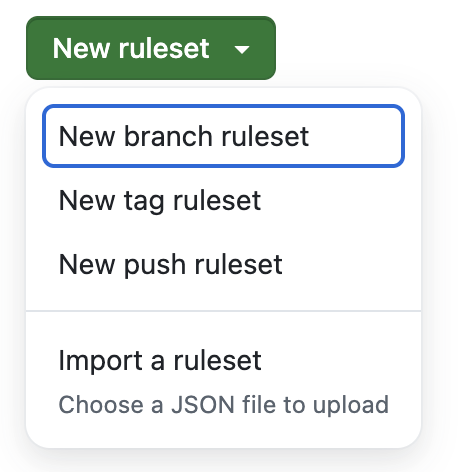 New ruleset
New branch ruleset
New tag ruleset
New push ruleset
Import a ruleset
Choose a JSON file to upload